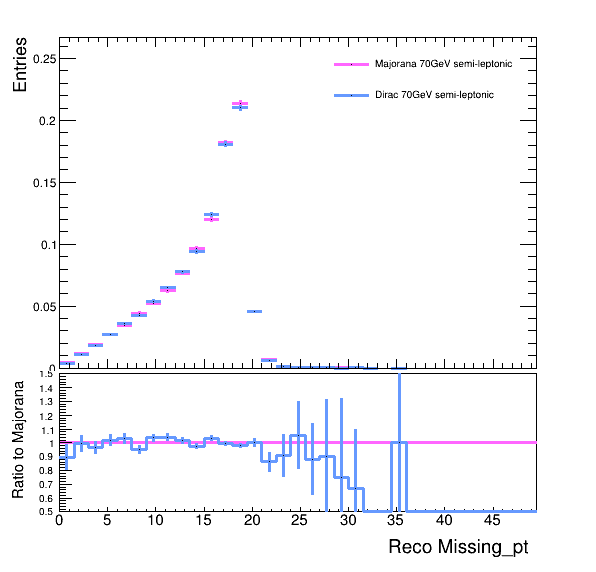 Entries
0.25
0.2
0.15
0.1
0.05
0
Majorana 70GeV semi-leptonic
Dirac 70GeV semi-leptonic
Ratio to Majorana
1.5
1.4
1.3
1.2
1.1
1
0.9
0.8
0.7
0.6
0.5
0 5 10 15 20 25 30 35 40 45
Reco Missing_pt